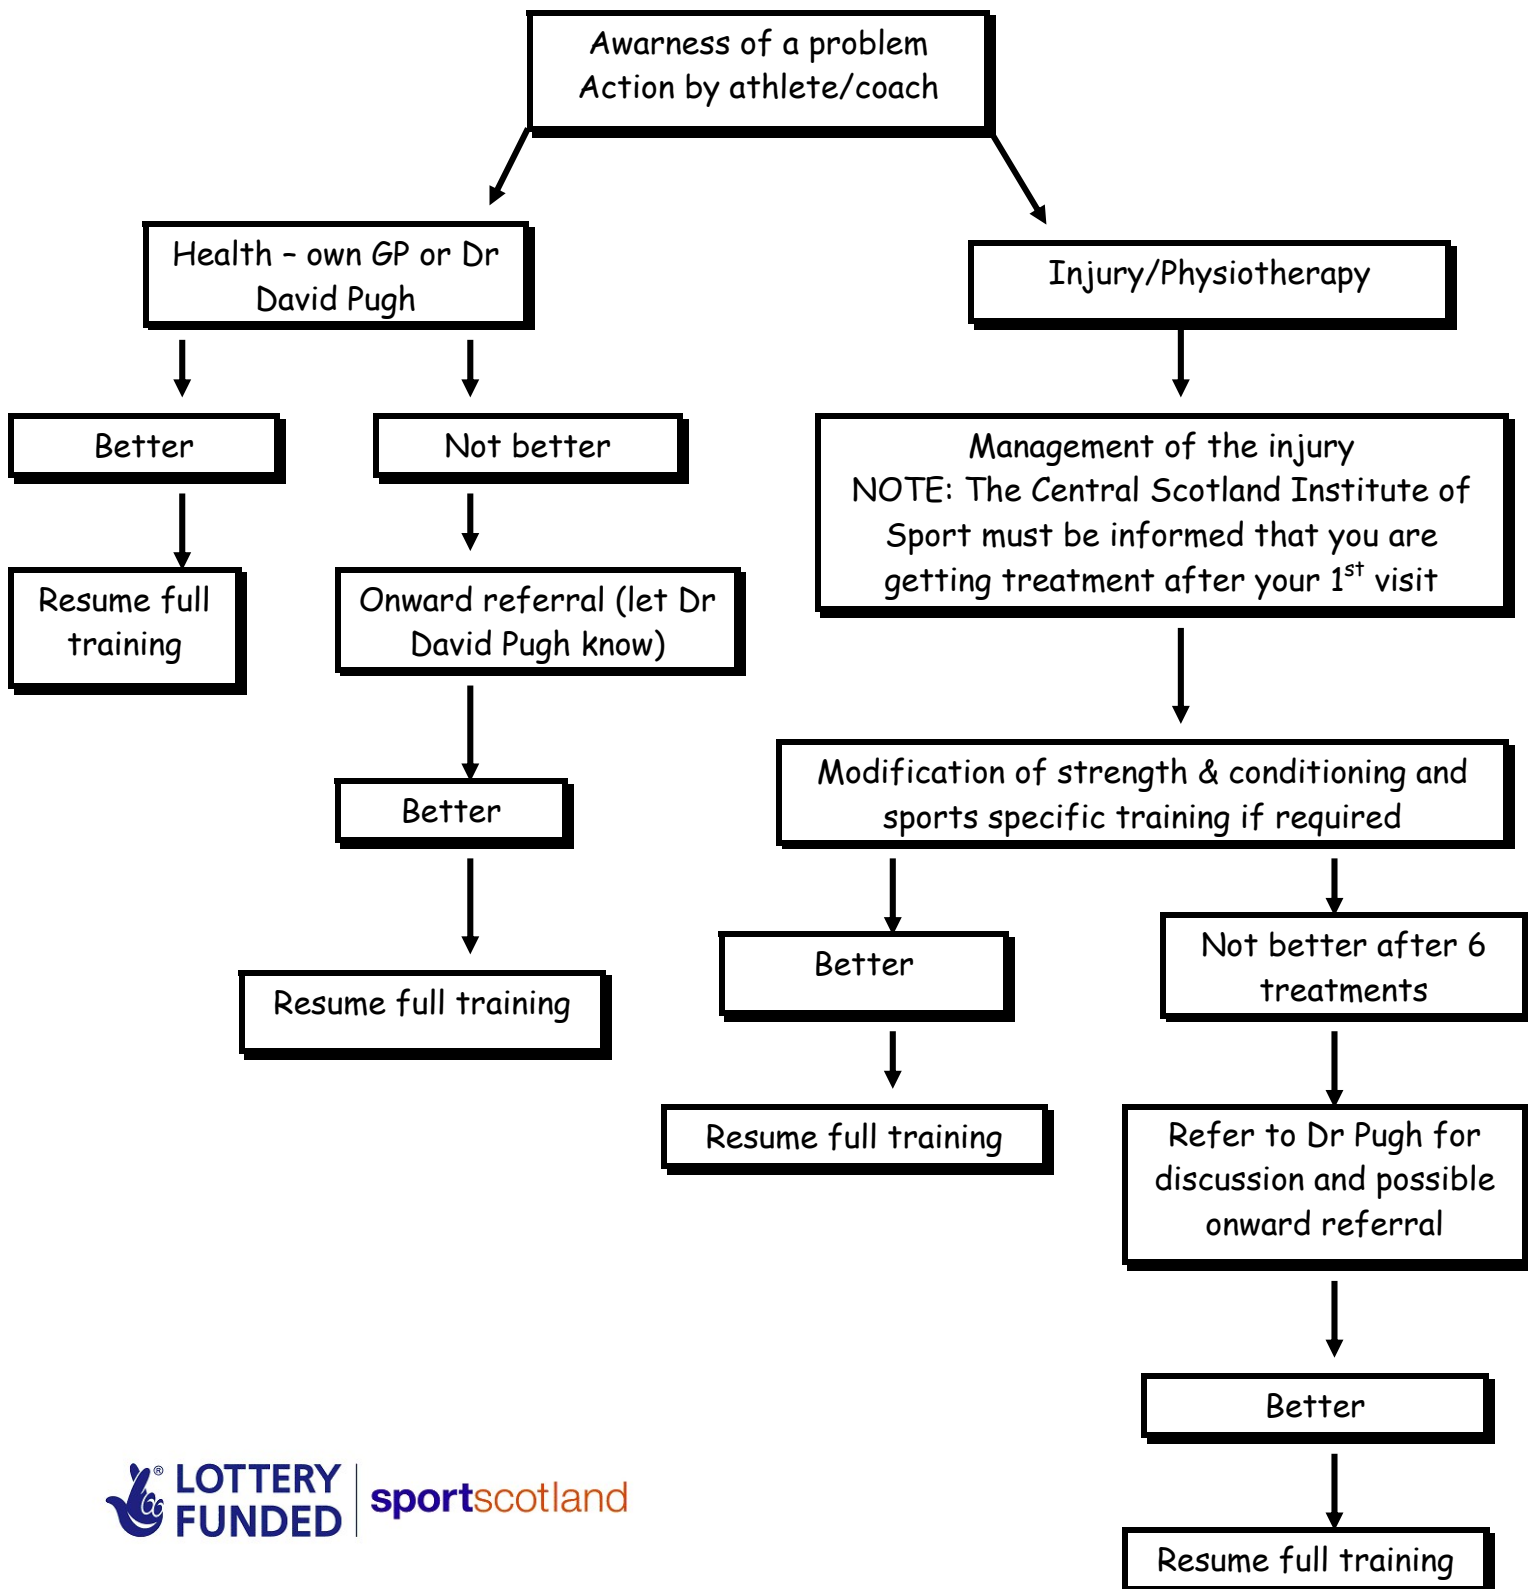 Awarness of a problem
Action by athlete/coach
Health – own GP or Dr
David Pugh
Injury/Physiotherapy
Better
Not better
Management of the injury
NOTE: The Central Scotland Institute of
Sport must be informed that you are
getting treatment after your 1st visit
Resume full
training
Onward referral (let Dr
David Pugh know)
Modification of strength & conditioning and
sports specific training if required
Better
Better
Not better after 6
treatments
Resume full training
Resume full training
Refer to Dr Pugh for
discussion and possible
onward referral
Better
Resume full training
® LOTTERY
FUNDED
sportscotland